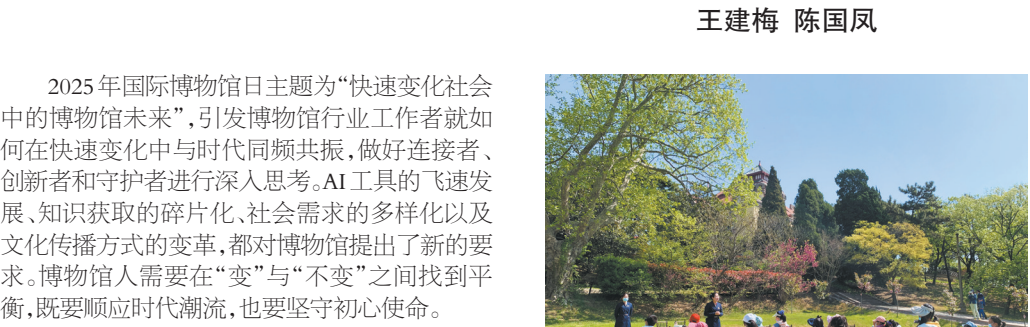 王建梅 陈国凤
2025年国际博物馆日主题为“快速变化社会
中的博物馆未来”,引发博物馆行业工作者就如
何在快速变化中与时代同频共振,做好连接者、
创新者和守护者进行深入思考。AI工具的飞速发
展、知识获取的碎片化、社会需求的多样化以及
文化传播方式的变革,都对博物馆提出了新的要
求。博物馆人需要在“变”与“不变”之间找到平
衡,既要顺应时代潮流,也要坚守初心使命。